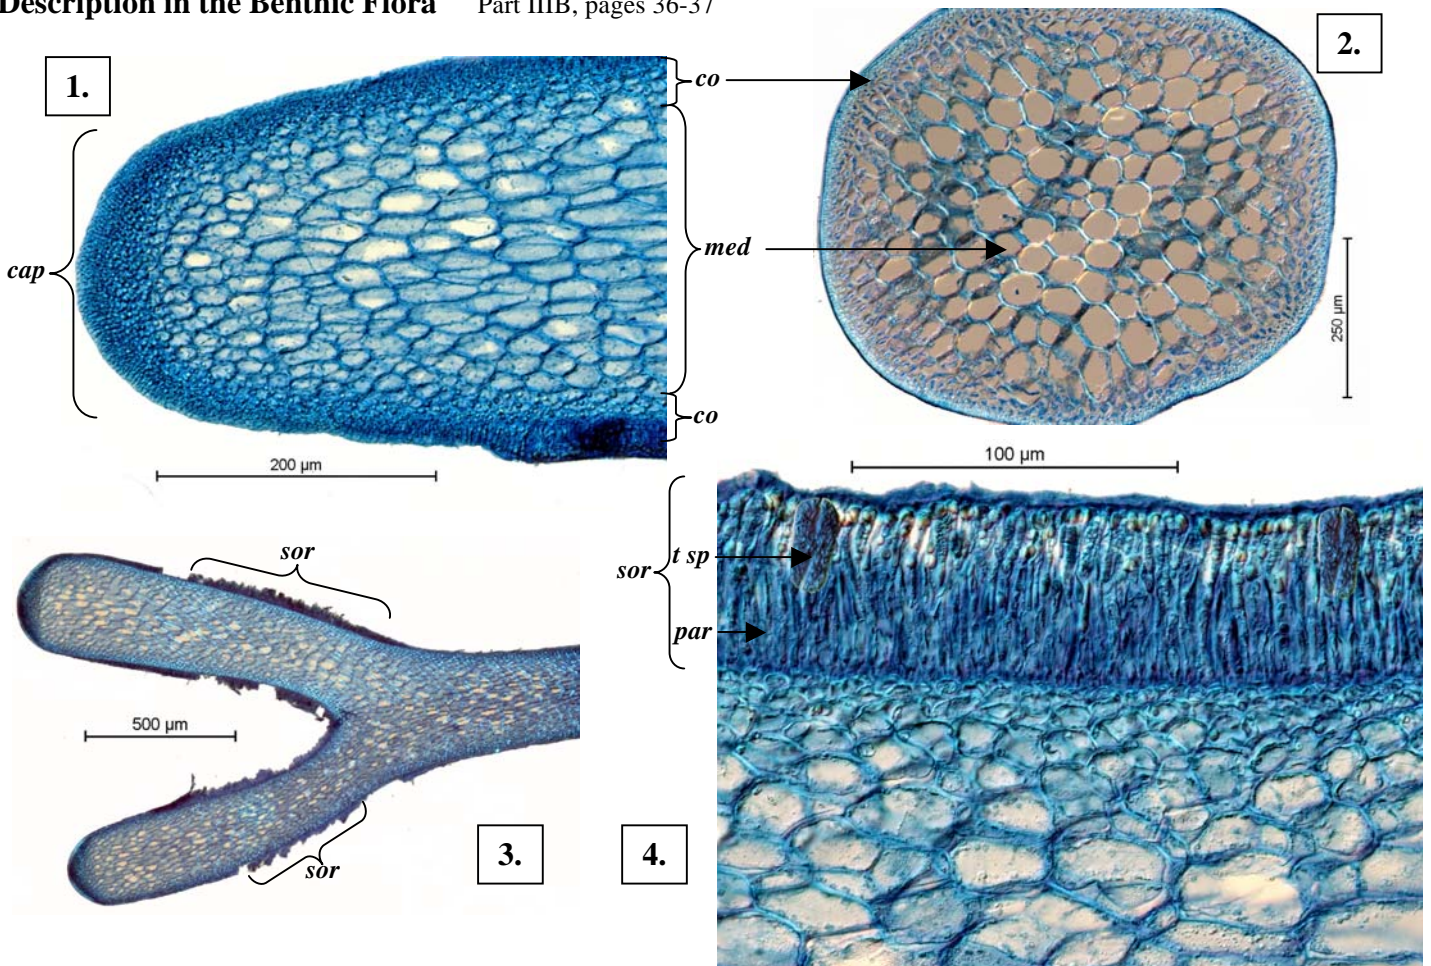 Description in the Benthic Flora Part IIIB, pages 36-37
1.
2.
co
cap
med
250 µm
co
200 µm
100 µm
sor
t sp
sor
par
500 µm
sor
3.
4.